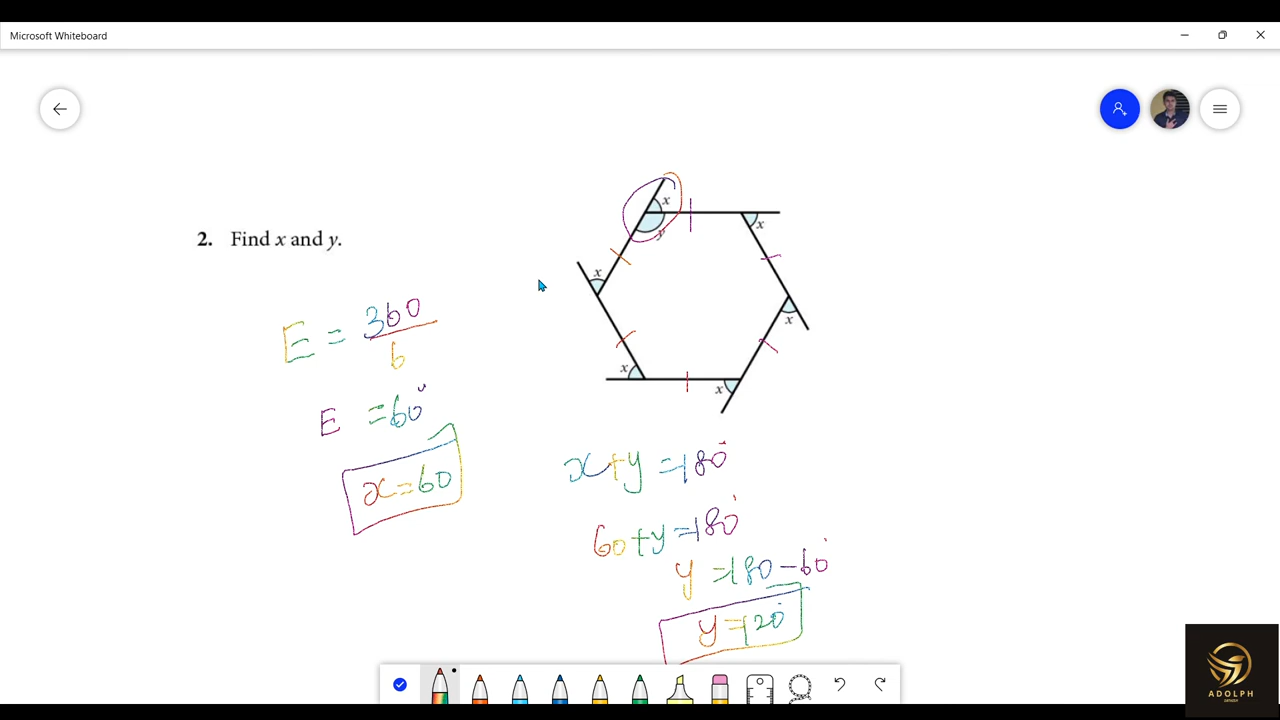 Microsoft Whiteboard
2. Find x and y.
x
y
x
x
x
x
x
E = 360
6
E = 60°
x = 60
x + y = 180°
60 + y = 180°
y = 180 - 60°
y = 120°
ADOLPH